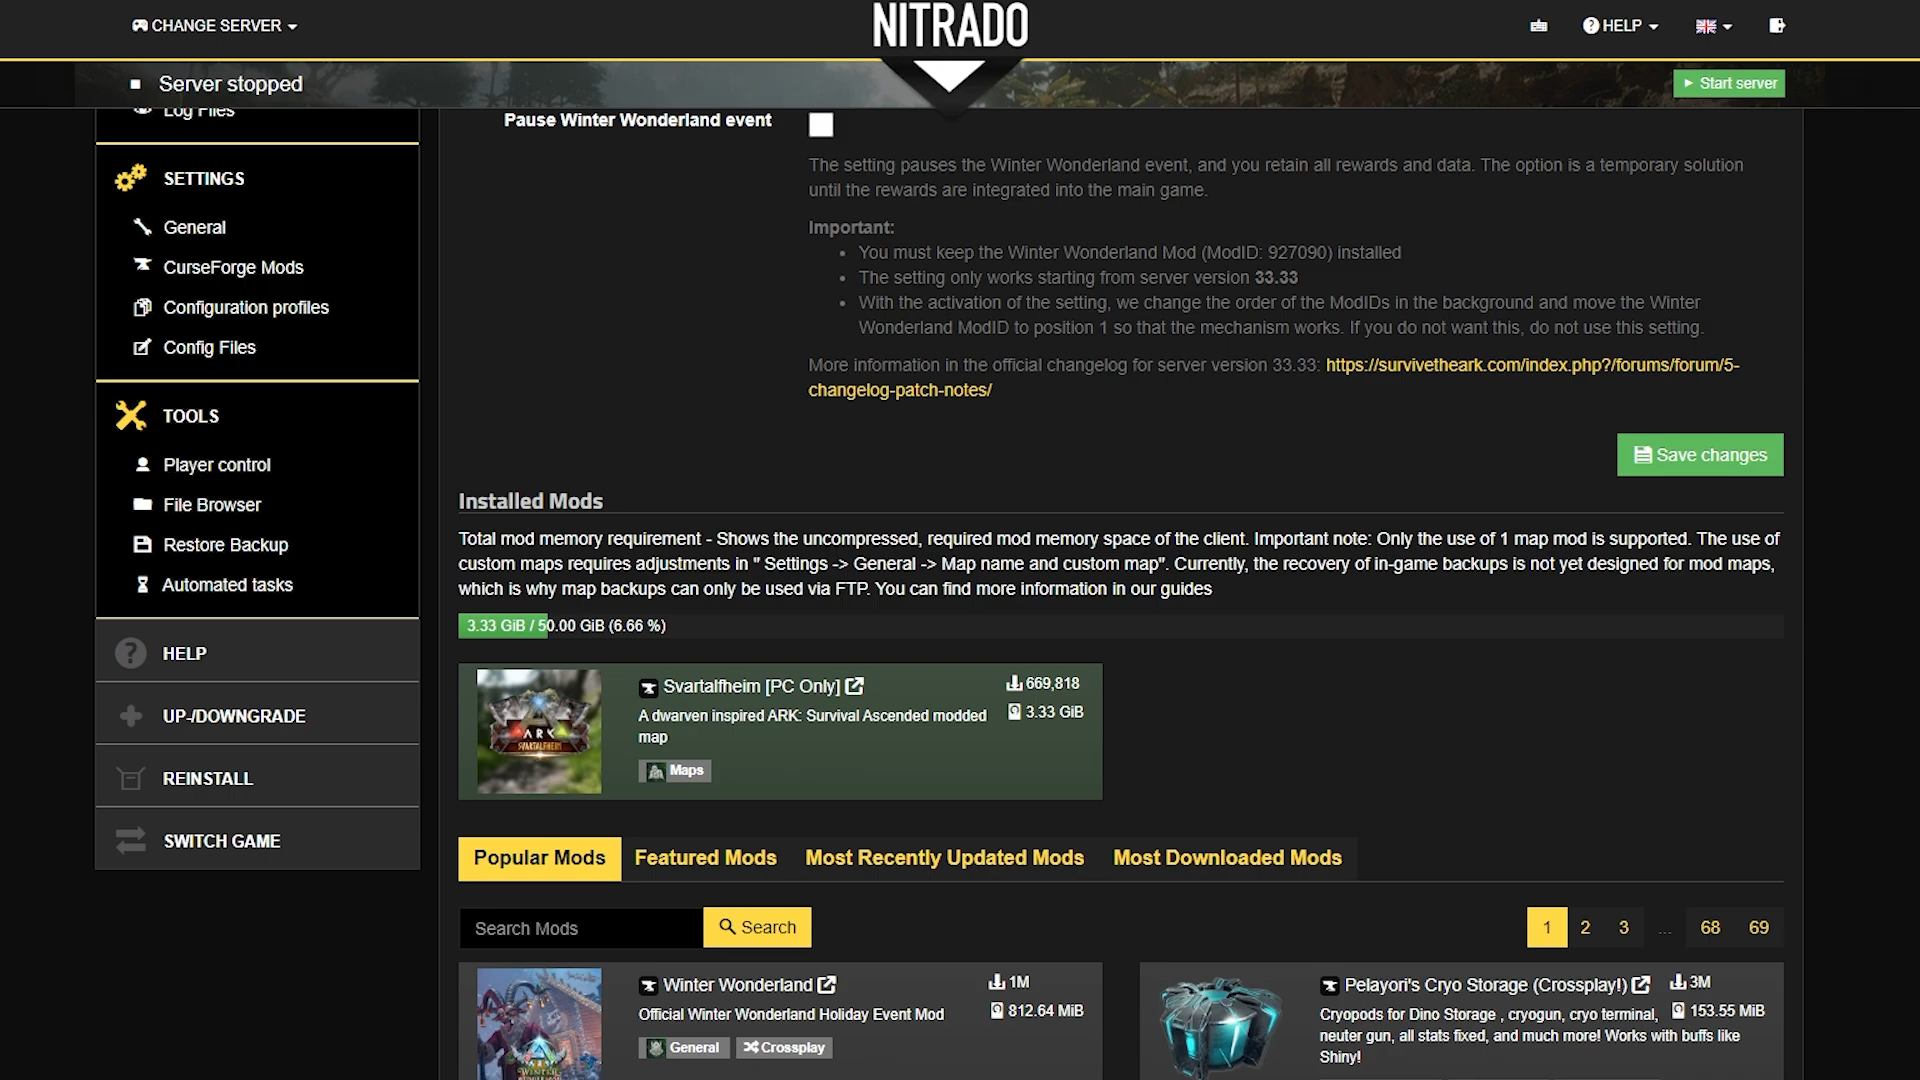 CHANGE SERVER
NITRADO
HELP
Server stopped
Start server
Log Files
SETTINGS
General
CurseForge Mods
Configuration profiles
Config Files
TOOLS
Player control
File Browser
Restore Backup
Automated tasks
HELP
UP-/DOWNGRADE
REINSTALL
SWITCH GAME
Pause Winter Wonderland event
The setting pauses the Winter Wonderland event, and you retain all rewards and data. The option is a temporary solution
until the rewards are integrated into the main game.
Important:
You must keep the Winter Wonderland Mod (ModID: 927090) installed
The setting only works starting from server version 33.33
With the activation of the setting, we change the order of the ModIDs in the background and move the Winter
Wonderland ModID to position 1 so that the mechanism works. If you do not want this, do not use this setting.
More information in the official changelog for server version 33.33: https://survivetheark.com/index.php?/forums/forum/5-
changelog-patch-notes/
Save changes
Installed Mods
Total mod memory requirement - Shows the uncompressed, required mod memory space of the client. Important note: Only the use of 1 map mod is supported. The use of
custom maps requires adjustments in " Settings -> General -> Map name and custom map". Currently, the recovery of in-game backups is not yet designed for mod maps,
which is why map backups can only be used via FTP. You can find more information in our guides
3.33 GiB / 50.00 GiB (6.66 %)
ARK
SVARTALFHEIM
Svartalfheim [PC Only]
669,818
A dwarven inspired ARK: Survival Ascended modded
map
3.33 GiB
Maps
Popular Mods
Featured Mods
Most Recently Updated Mods
Most Downloaded Mods
Search Mods
Search
1 2 3 ... 68 69
Winter Wonderland
1M
Official Winter Wonderland Holiday Event Mod
812.64 MiB
General
Crossplay
WINTER
Pelayori's Cryo Storage (Crossplay!)
3M
Cryopods for Dino Storage , cryogun, cryo terminal,
neuter gun, all stats fixed, and much more! Works with buffs like
Shiny!
153.55 MiB